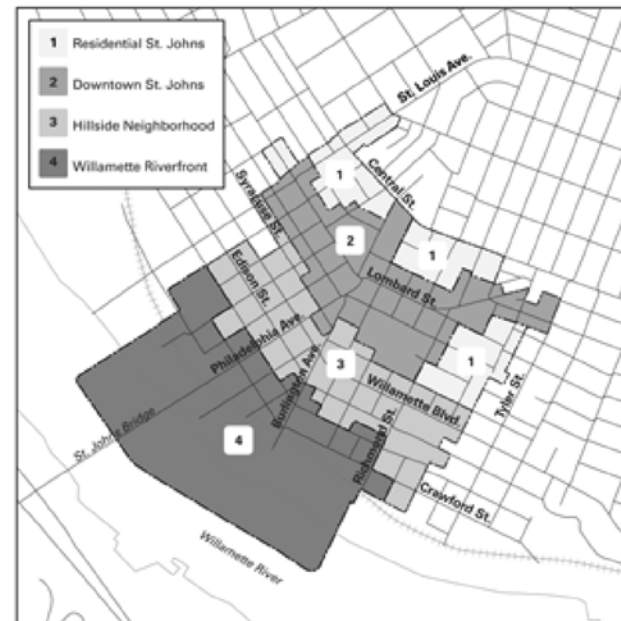 1 Residential St. Johns
2 Downtown St. Johns
3 Hillside Neighborhood
4 Willamette Riverfront
St. Louis Ave.
Central St.
1
Syracuse St.
2
1
Edison St.
Lombard St.
Philadelphia Ave.
3
1
Burlington Ave.
Willamette Blvd.
Tyler St.
St. Johns Bridge
4
Richmond St.
Crawford St.
Willamette River